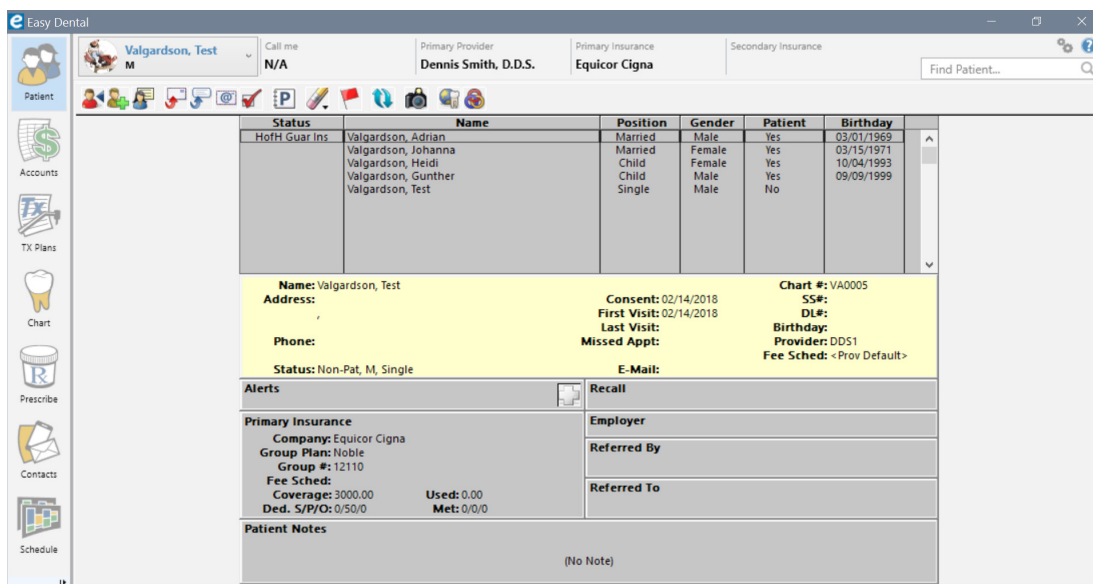 Easy Dental
Valgardson, Test
M
Call me
N/A
Primary Provider
Dennis Smith, D.D.S.
Primary Insurance
Equicor Cigna
Secondary Insurance
Find Patient...
Patient
Accounts
TX Plans
Chart
Prescribe
Contacts
Schedule
Status Name Position Gender Patient Birthday
HofH Guar Ins Valgardson, Adrian Married Male Yes 03/01/1969
Valgardson, Johanna Married Female Yes 03/15/1971
Valgardson, Heidi Child Female Yes 10/04/1993
Valgardson, Gunther Child Male Yes 09/09/1999
Valgardson, Test Single Male No
Name: Valgardson, Test Chart #: VA0005
Address: Consent: 02/14/2018 SS#:
, First Visit: 02/14/2018 DL#:
Last Visit: Birthday:
Phone: Missed Appt: Provider: DDS1
Fee Sched: <Prov Default>
Status: Non-Pat, M, Single E-Mail:
Alerts
Recall
Primary Insurance
Company: Equicor Cigna
Group Plan: Noble
Group #: 12110
Fee Sched:
Coverage: 3000.00 Used: 0.00
Ded. S/P/O: 0/50/0 Met: 0/0/0
Employer
Referred By
Referred To
Patient Notes
(No Note)